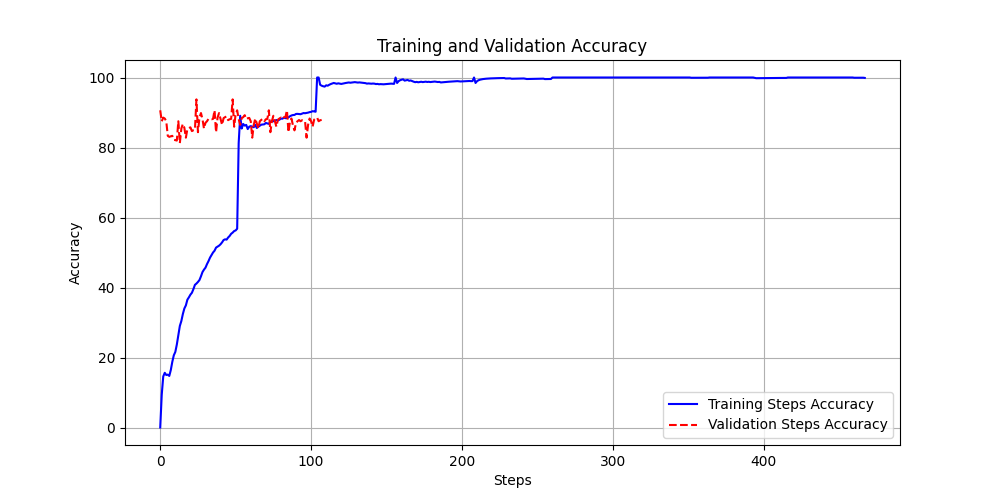 Training and Validation Accuracy
100
80
60
40
20
0
Accuracy
0 100 200 300 400
Steps
Training Steps Accuracy
Validation Steps Accuracy